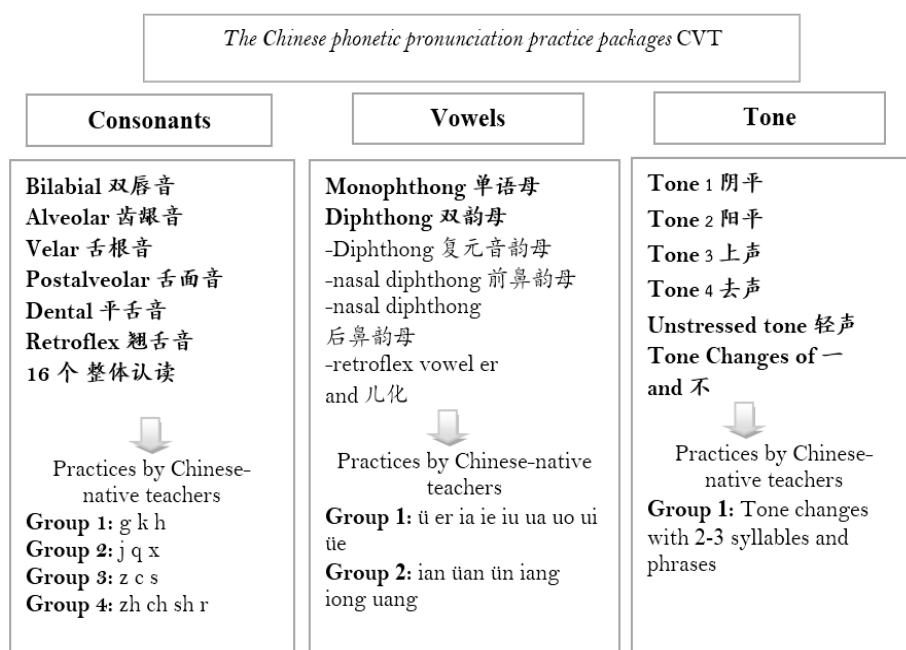 The Chinese phonetic pronunciation practice packages CVT
Consonants
Bilabial 双唇音
Alveolar 齿龈音
Velar 舌根音
Postalveolar 舌面音
Dental 平舌音
Retroflex 翘舌音
16 个 整体认读
Practices by Chinese-
native teachers
Group 1: g k h
Group 2: j q x
Group 3: z c s
Group 4: zh ch sh r
Vowels
Monophthong 单语母
Diphthong 双韵母
-Diphthong 复元音韵母
-nasal diphthong 前鼻韵母
-nasal diphthong
后鼻韵母
-retroflex vowel er
and 儿化
Practices by Chinese-native
teachers
Group 1: ü er ia ie iu ua uo ui
üe
Group 2: ian üan ün iang
iong uang
Tone
Tone 1 阴平
Tone 2 阳平
Tone 3 上声
Tone 4 去声
Unstressed tone 轻声
Tone Changes of 一
and 不
Practices by Chinese-
native teachers
Group 1: Tone changes
with 2-3 syllables and
phrases